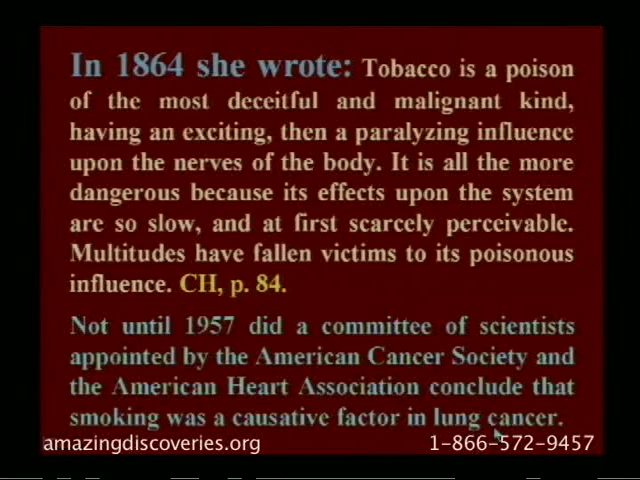 In 1864 she wrote: Tobacco is a poison
of the most deceitful and malignant kind,
having an exciting, then a paralyzing influence
upon the nerves of the body. It is all the more
dangerous because its effects upon the system
are so slow, and at first scarcely perceivable.
Multitudes have fallen victims to its poisonous
influence. CH, p. 84.
Not until 1957 did a committee of scientists
appointed by the American Cancer Society and
the American Heart Association conclude that
smoking was a causative factor in lung cancer.
amazingdiscoveries.org 1-866-572-9457